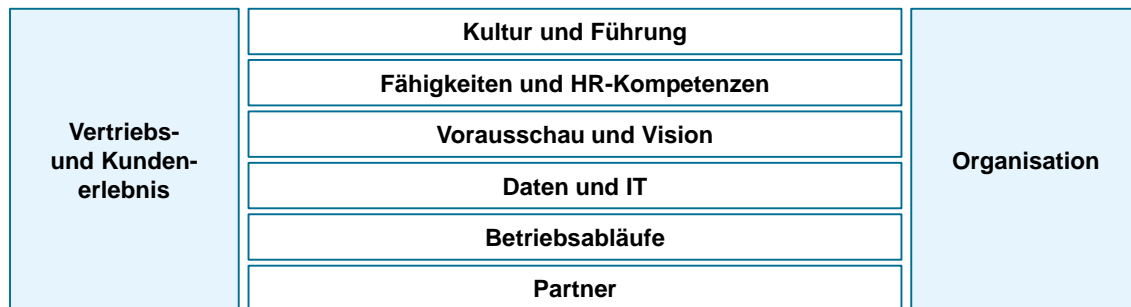 Vertriebs-
und Kunden-
erlebnis
Kultur und Führung
Fähigkeiten und HR-Kompetenzen
Vorausschau und Vision
Daten und IT
Betriebsabläufe
Partner
Organisation